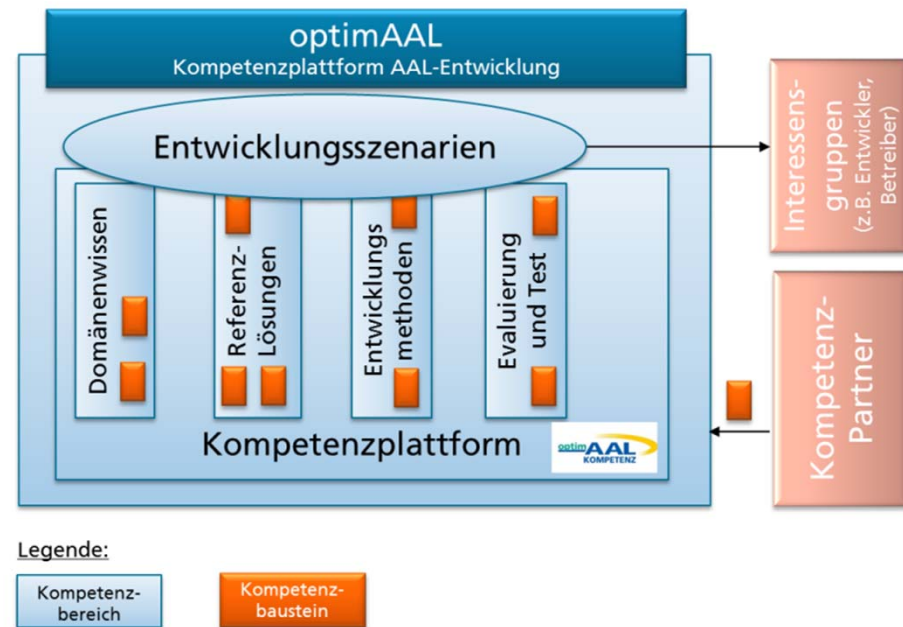 optimAAL
Kompetenzplattform AAL-Entwicklung
Entwicklungsszenarien
Domänenwissen
Referenz-
Lösungen
Entwicklungs
methoden
Evaluierung
und Test
Kompetenzplattform
optimAAL
KOMPETENZ
Interessens-
gruppen
(z.B. Entwickler,
Betreiber)
Kompetenz-
Partner
Legende:
Kompetenz-
bereich
Kompetenz-
baustein